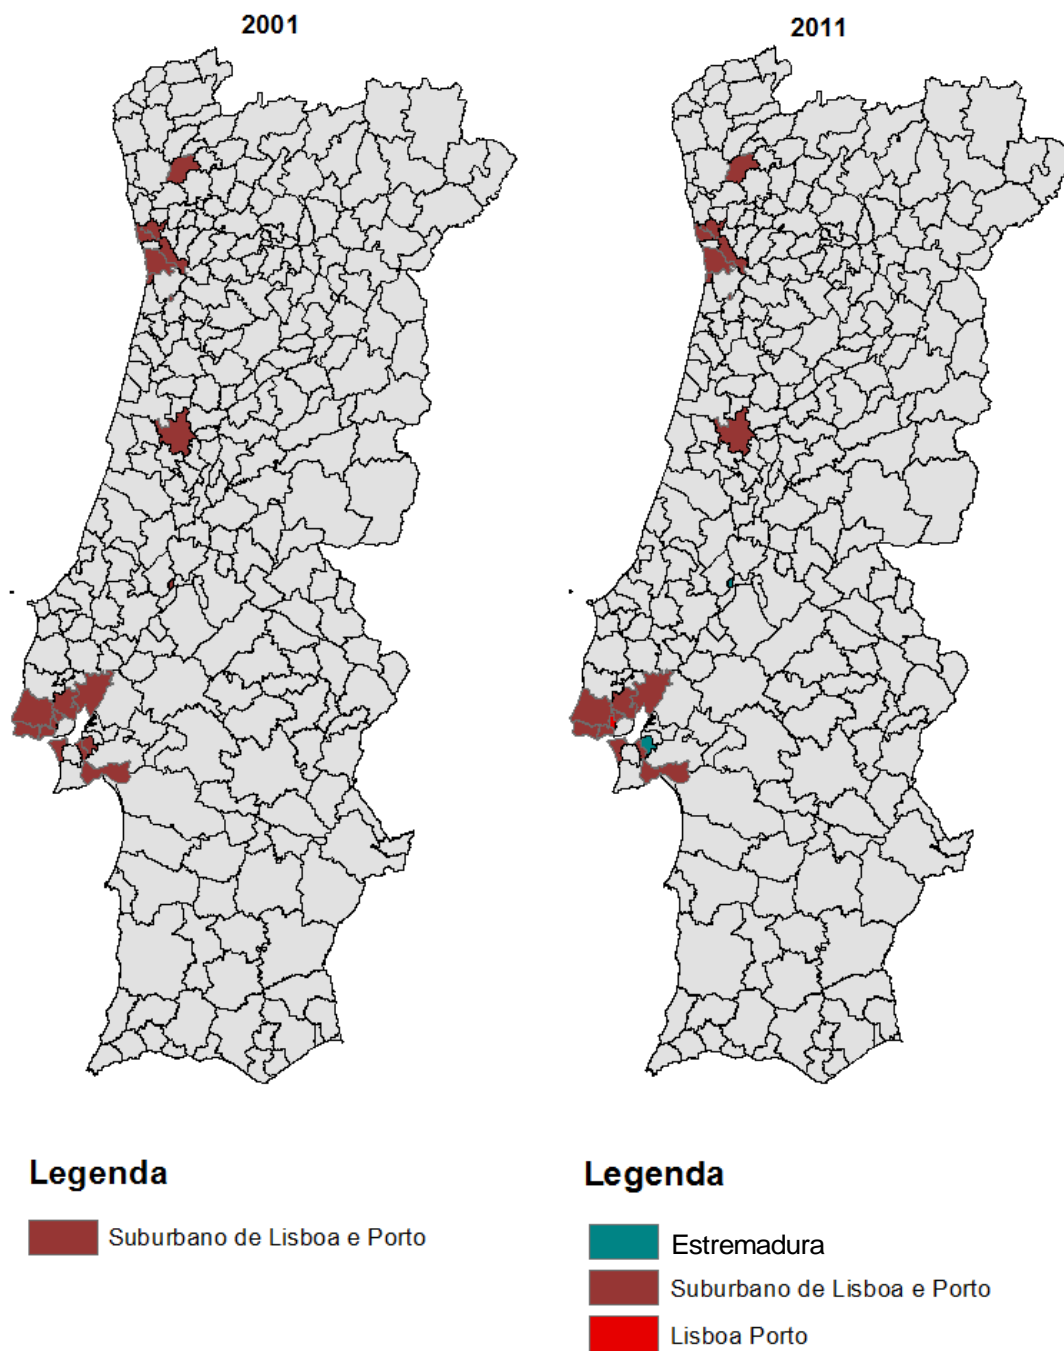 2001
2011
Legenda
Suburbano de Lisboa e Porto
Legenda
Estremadura
Suburbano de Lisboa e Porto
Lisboa Porto